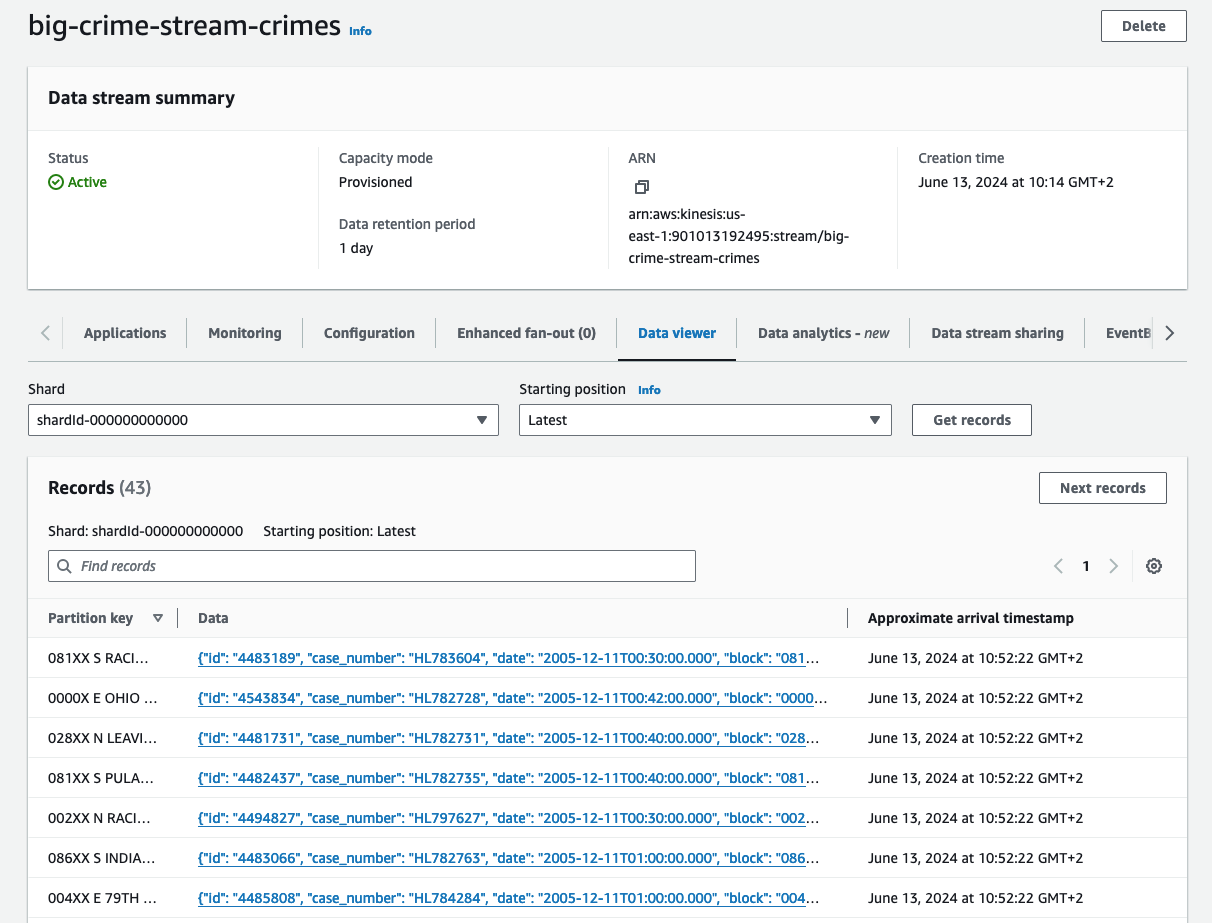 big-crime-stream-crimes Info
Delete
Data stream summary
Status
Active
Capacity mode
Provisioned
Data retention period
1 day
ARN
arn:aws:kinesis:us-
east-1:901013192495:stream/big-
crime-stream-crimes
Creation time
June 13, 2024 at 10:14 GMT+2
Applications Monitoring Configuration Enhanced fan-out (0) Data viewer Data analytics - new Data stream sharing EventB
Shard
shardId-000000000000
Starting position Info
Latest
Get records
Records (43)
Next records
Shard: shardId-000000000000 Starting position: Latest
Find records
1
Partition key Data Approximate arrival timestamp
081XX S RACI... {"id": "4483189", "case_number": "HL783604", "date": "2005-12-11T00:30:00.000", "block": "081... June 13, 2024 at 10:52:22 GMT+2
0000X E OHIO ... {"id": "4543834", "case_number": "HL782728", "date": "2005-12-11T00:42:00.000", "block": "0000... June 13, 2024 at 10:52:22 GMT+2
028XX N LEAVI... {"id": "4481731", "case_number": "HL782731", "date": "2005-12-11T00:40:00.000", "block": "028... June 13, 2024 at 10:52:22 GMT+2
081XX S PULA... {"id": "4482437", "case_number": "HL782735", "date": "2005-12-11T00:40:00.000", "block": "081... June 13, 2024 at 10:52:22 GMT+2
002XX N RACI... {"id": "4494827", "case_number": "HL797627", "date": "2005-12-11T00:30:00.000", "block": "002... June 13, 2024 at 10:52:22 GMT+2
086XX S INDIA... {"id": "4483066", "case_number": "HL782763", "date": "2005-12-11T01:00:00.000", "block": "086... June 13, 2024 at 10:52:22 GMT+2
004XX E 79TH ... {"id": "4485808", "case_number": "HL784284", "date": "2005-12-11T01:00:00.000", "block": "004... June 13, 2024 at 10:52:22 GMT+2